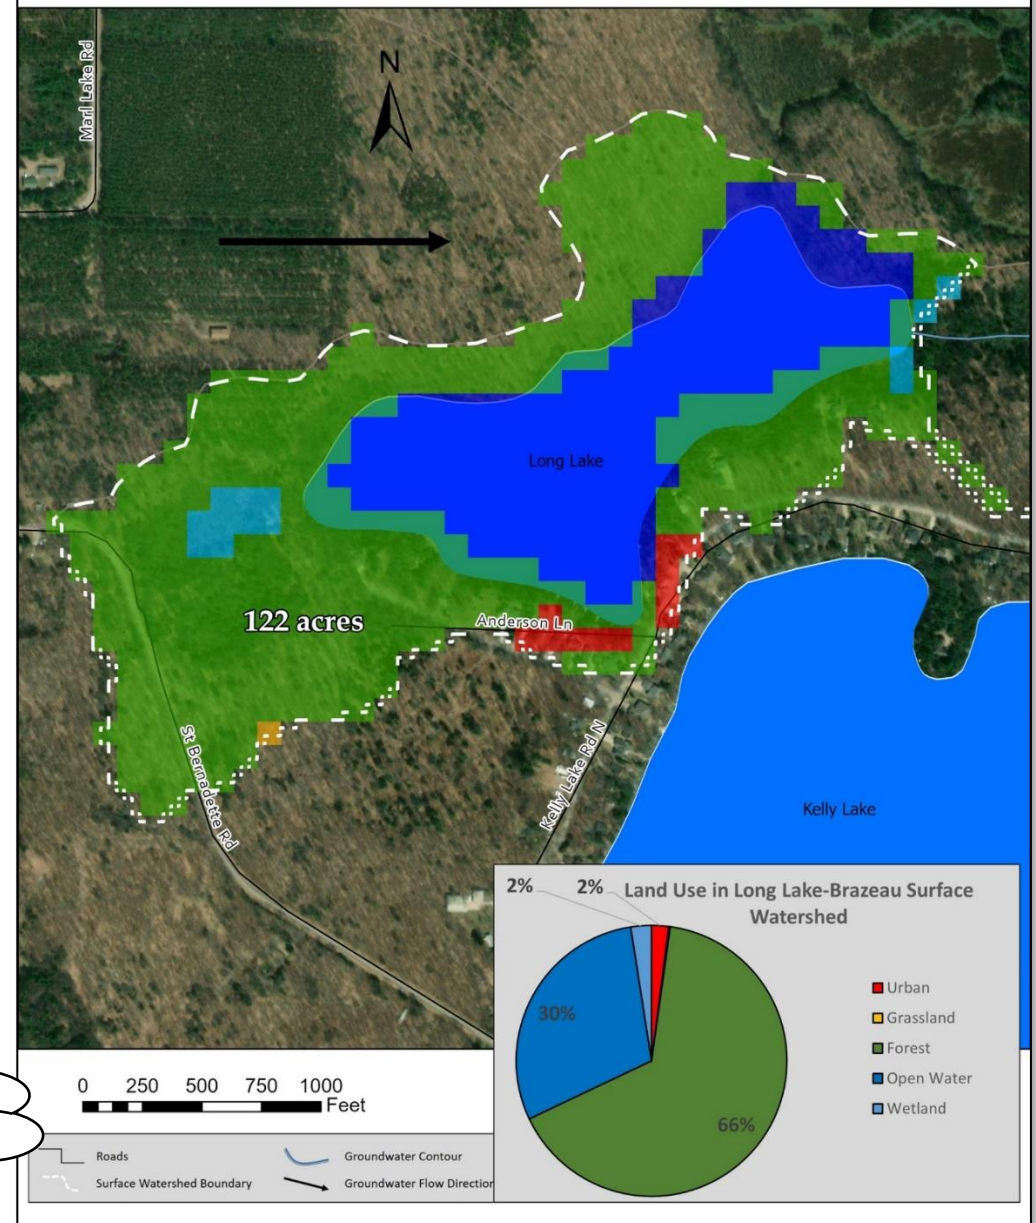 Marl Lake Rd
N
Long Lake
122 acres
Anderson Ln
St Bernadette Rd
Kelly Lake Rd N
Kelly Lake
2%
2%
Land Use in Long Lake-Brazeau Surface
Watershed
30%
66%
Urban
Grassland
Forest
Open Water
Wetland
0 250 500 750 1000
Feet
Roads
Groundwater Contour
Surface Watershed Boundary
Groundwater Flow Direction